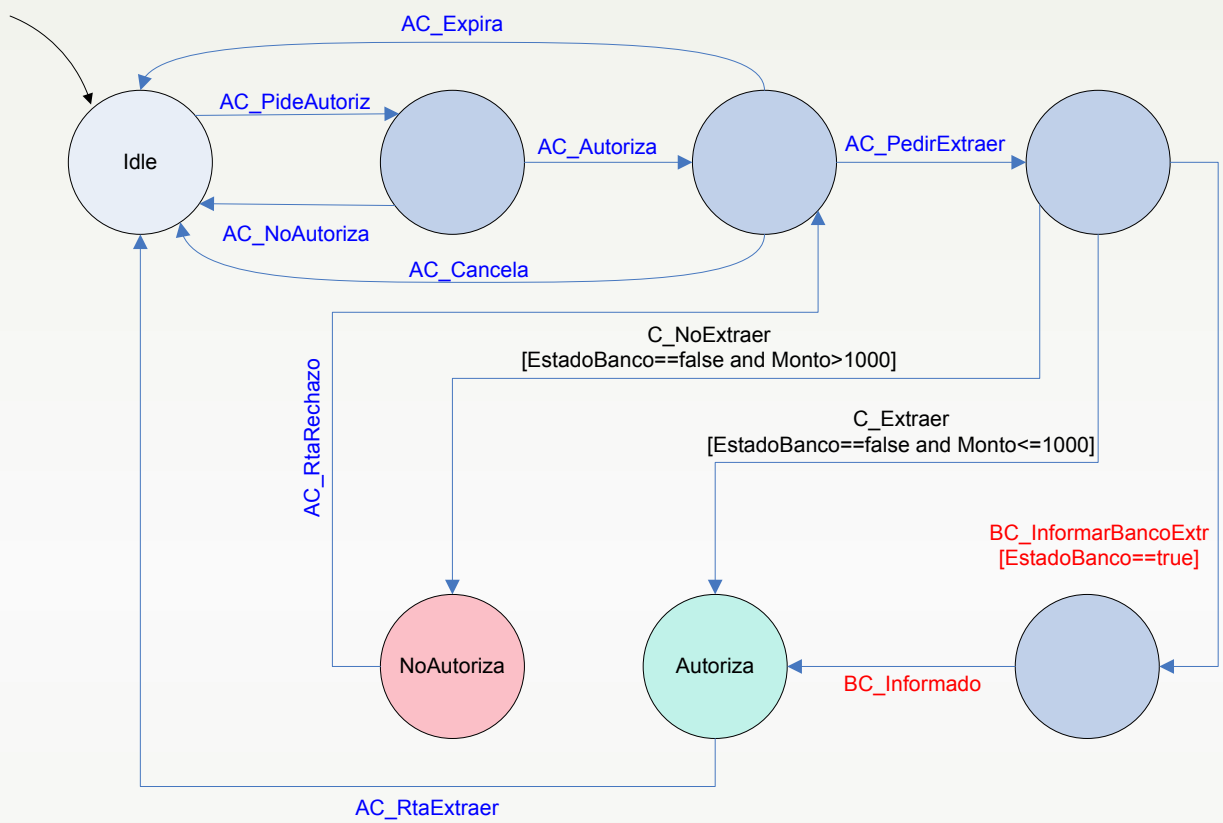 AC_Expira
AC_PideAutoriz
Idle
AC_Autoriza
AC_PedirExtraer
AC_NoAutoriza
AC_Cancela
C_NoExtraer
[EstadoBanco==false and Monto>1000]
AC_RtaRechazo
C_Extraer
[EstadoBanco==false and Monto<=1000]
BC_InformarBancoExtr
[EstadoBanco==true]
NoAutoriza
Autoriza
BC_Informado
AC_RtaExtraer